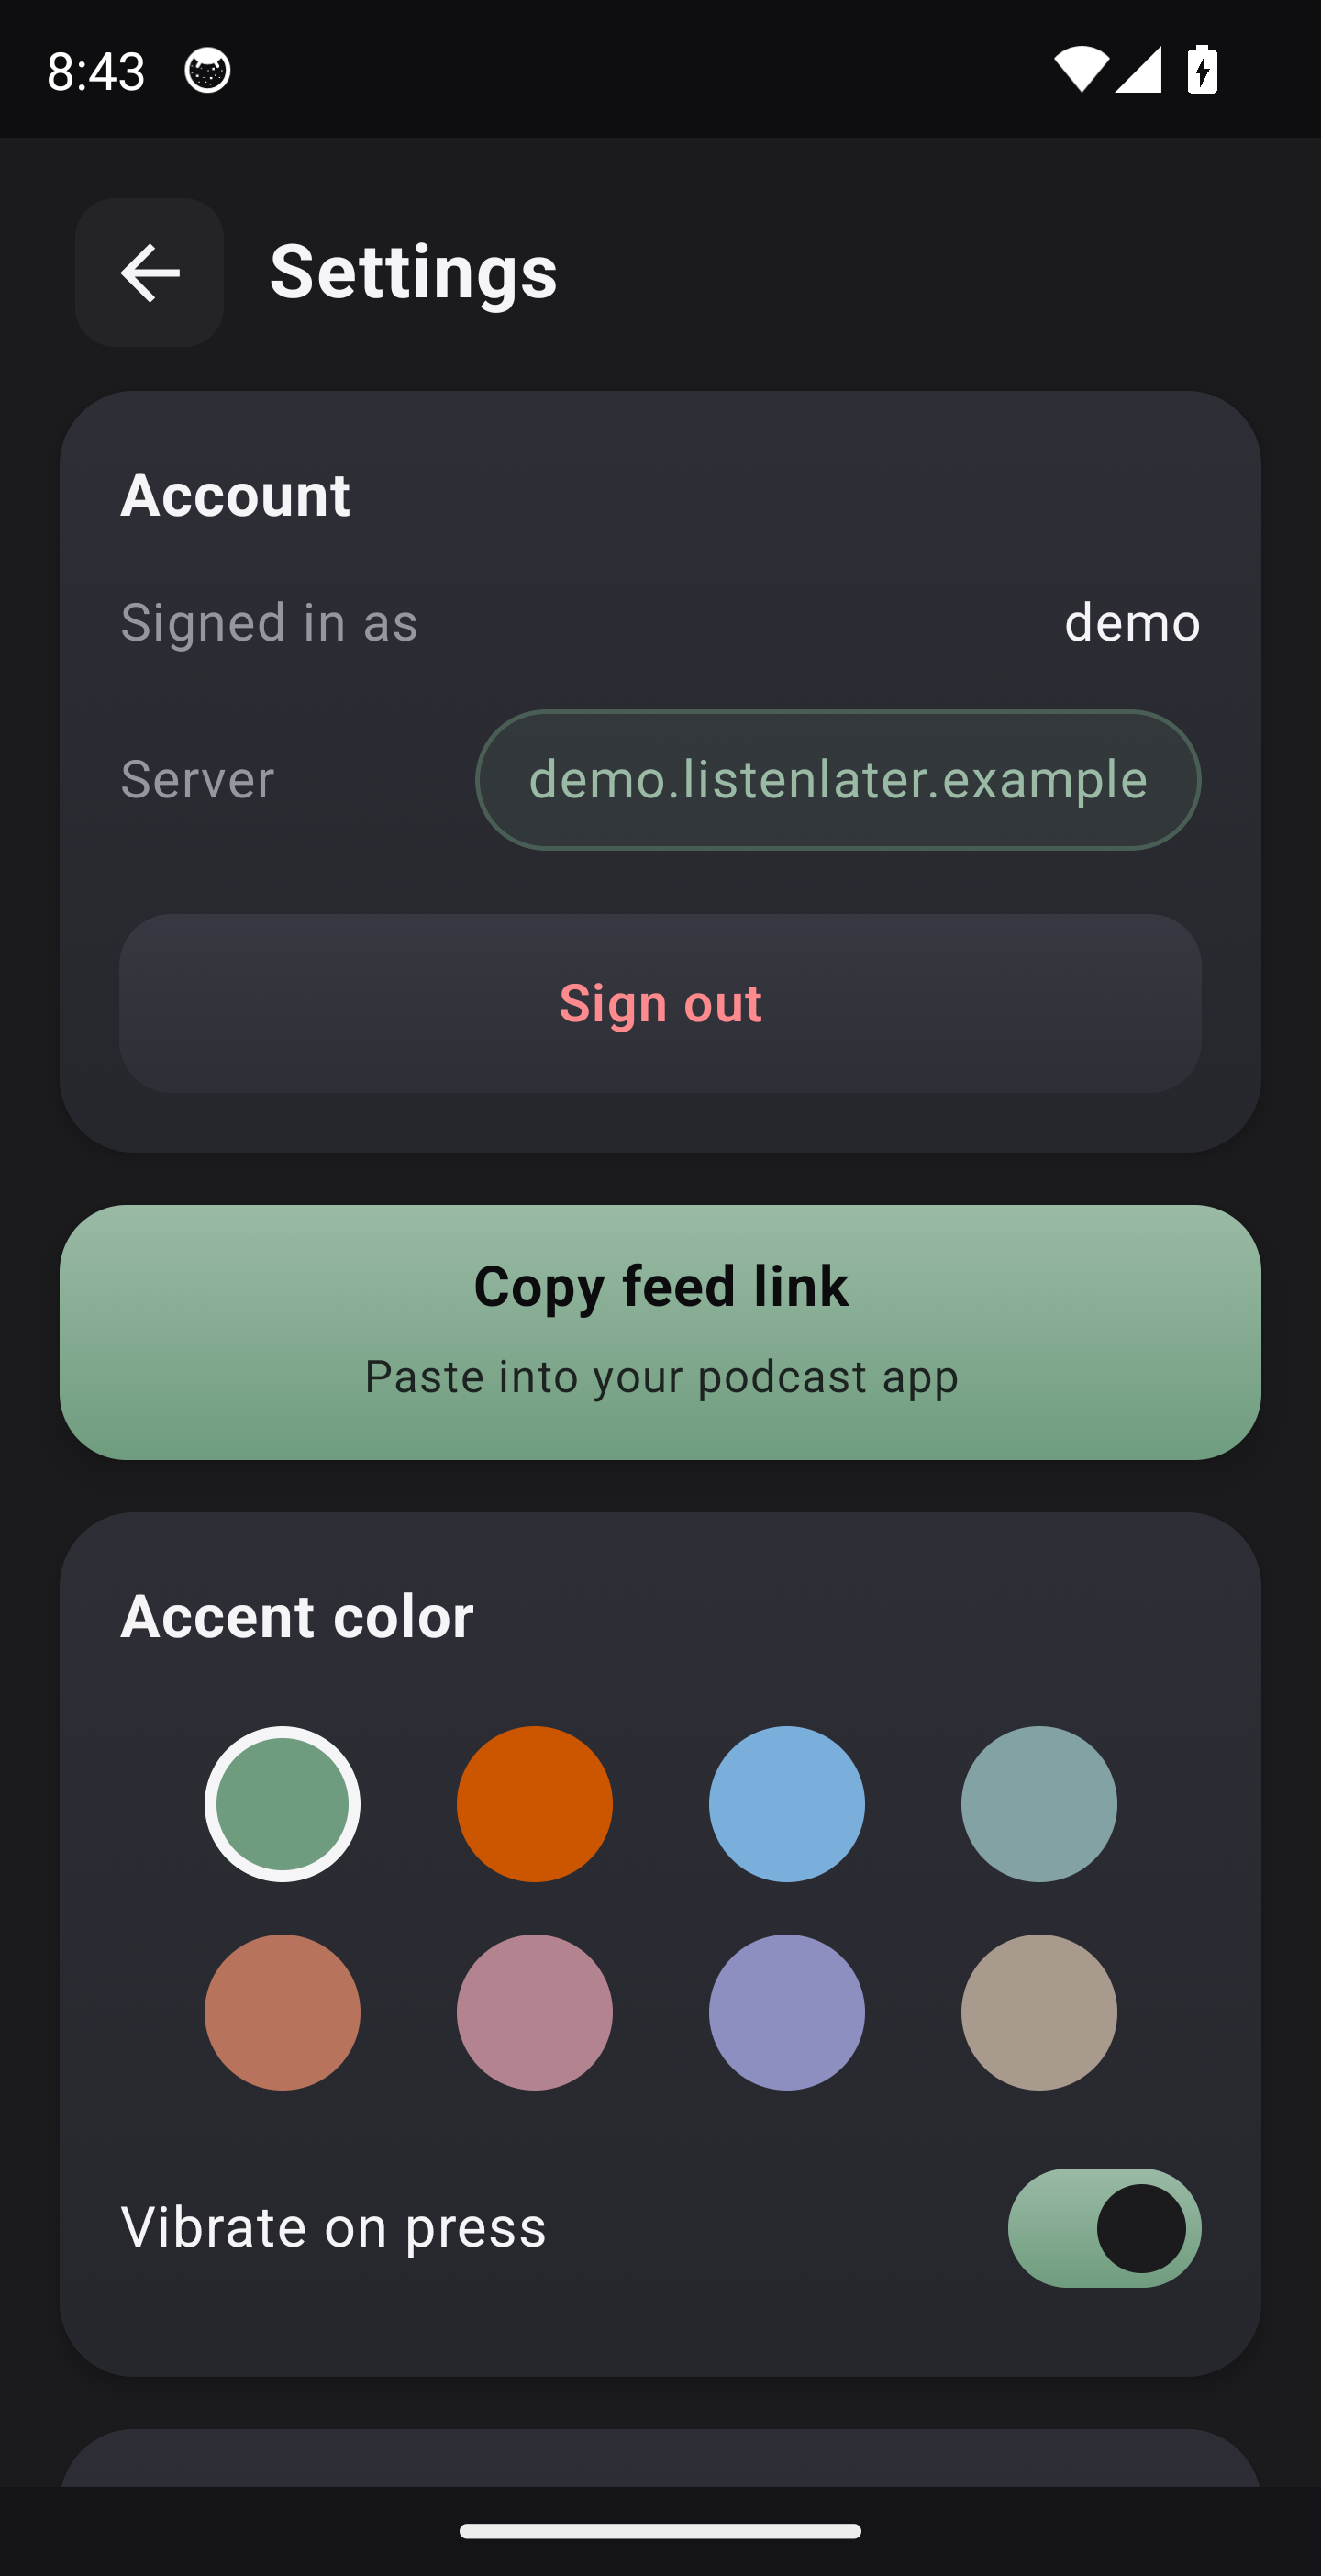 8:43
Settings
Account
Signed in as demo
Server demo.listenlater.example
Sign out
Copy feed link
Paste into your podcast app
Accent color
Vibrate on press